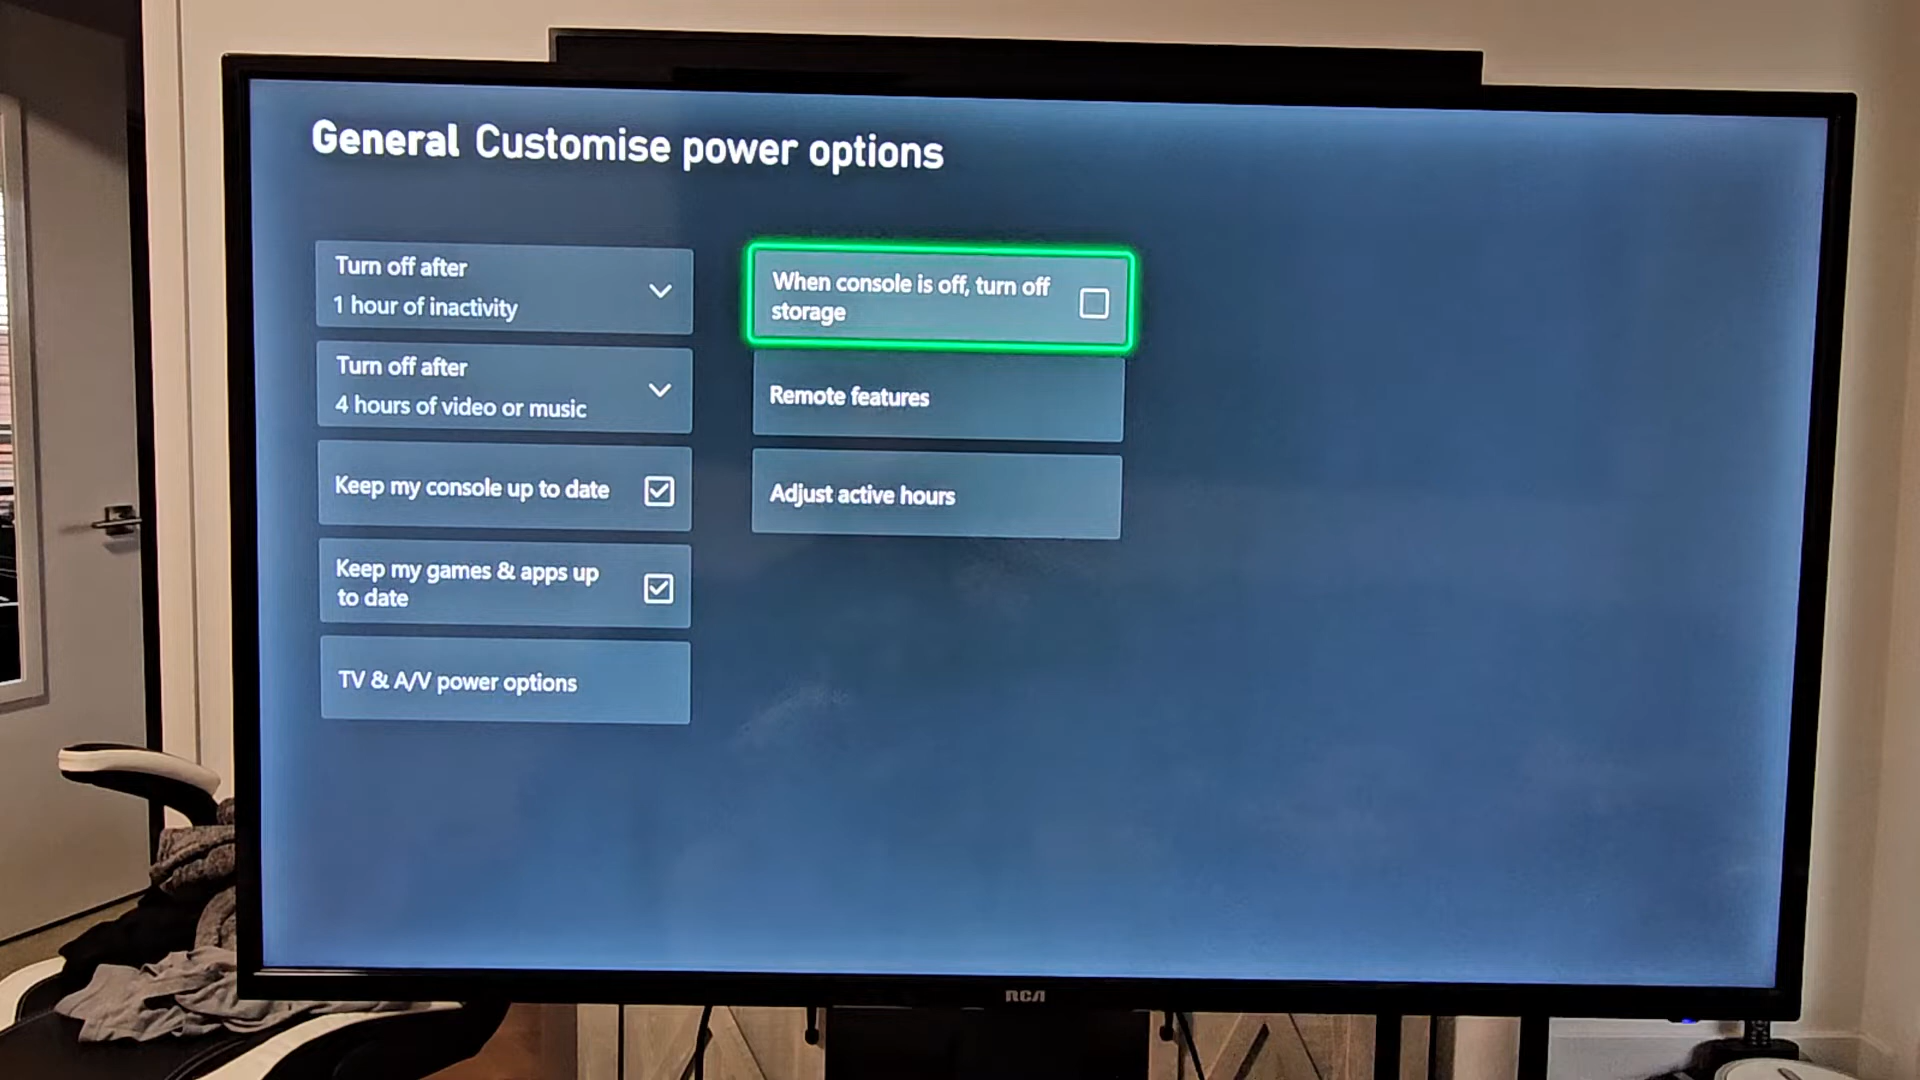 General Customise power options
Turn off after
1 hour of inactivity
Turn off after
4 hours of video or music
Keep my console up to date
Keep my games & apps up
to date
TV & A/V power options
When console is off, turn off
storage
Remote features
Adjust active hours
RCA